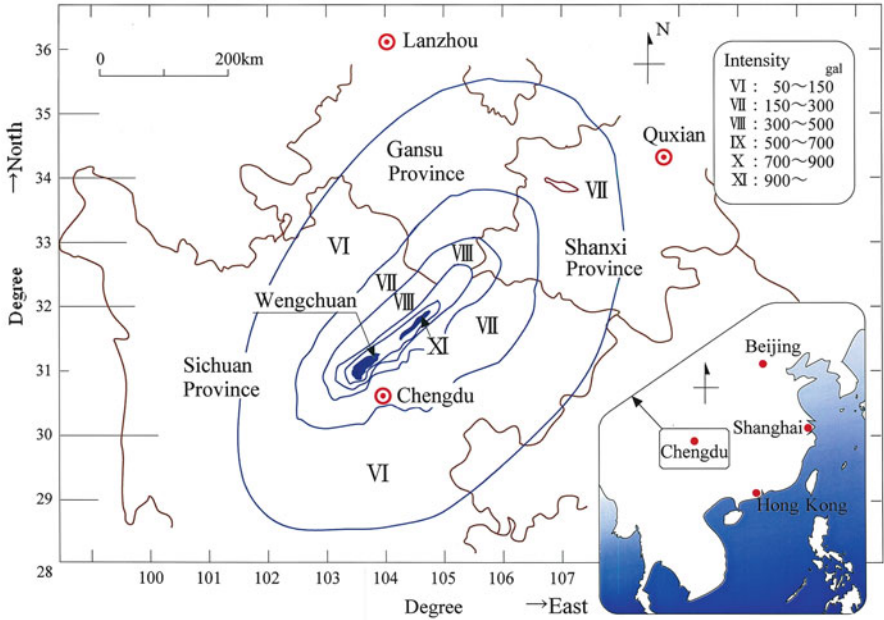 36
35
34
33
32
31
30
29
28
→North
Degree
0 200km
Lanzhou
N
Intensity
gal
Ⅵ : 50~150
Ⅶ : 150~300
Ⅷ : 300~500
Ⅸ : 500~700
Ⅹ : 700~900
Ⅺ : 900~
Quxian
Gansu
Province
Ⅶ
Ⅵ
Ⅷ
Shanxi
Province
Ⅶ
Ⅷ
Wengchuan
Ⅶ
Ⅺ
Sichuan
Province
Chengdu
Ⅵ
Beijing
Shanghai
Chengdu
Hong Kong
100 101 102 103 104 105 106 107
Degree →East